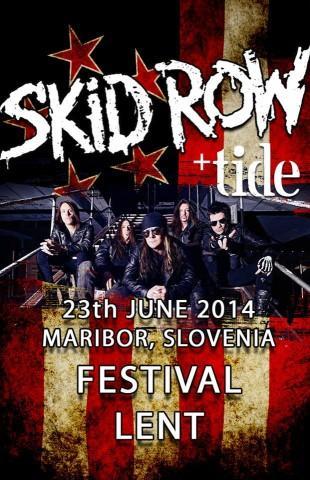 SKiD ROW
+tide
23th JUNE 2014
MARIBOR, SLOVENIA
FESTIVAL
LENT